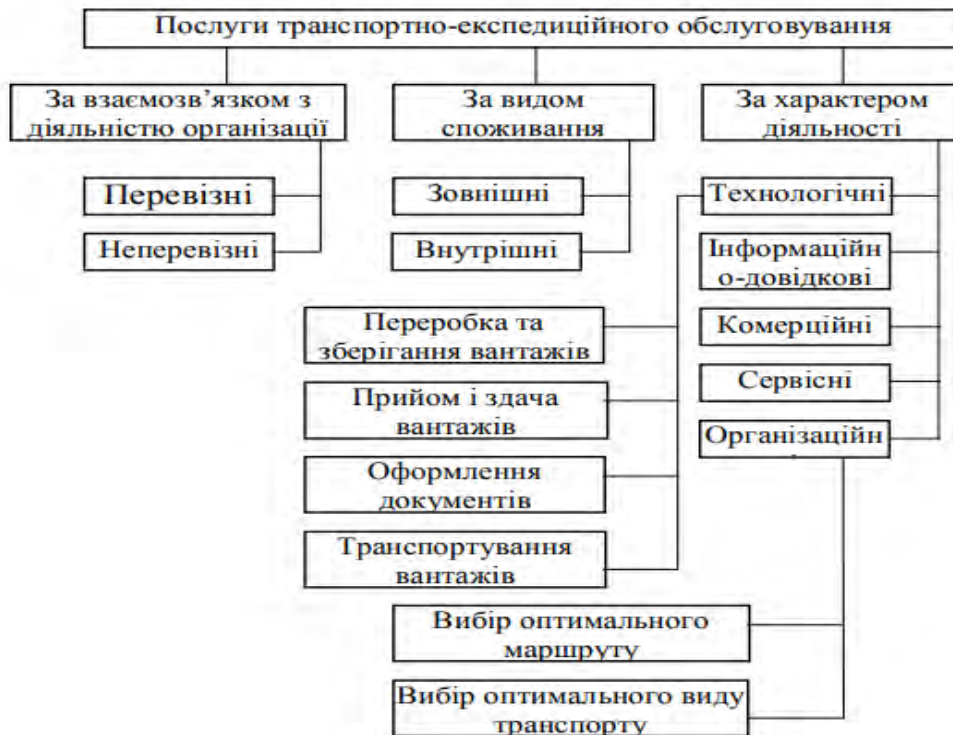 Послуги транспортно-експедиційного обслуговування
За взаємозв’язком з
діяльністю організації
За видом
споживання
За характером
діяльності
Перевізні
Неперевізні
Зовнішні
Внутрішні
Технологічні
Інформаційн
о-довідкові
Комерційні
Сервісні
Організаційн
Переробка та
зберігання вантажів
Прийом і здача
вантажів
Оформлення
документів
Транспортування
вантажів
Вибір оптимального
маршруту
Вибір оптимального виду
транспорту